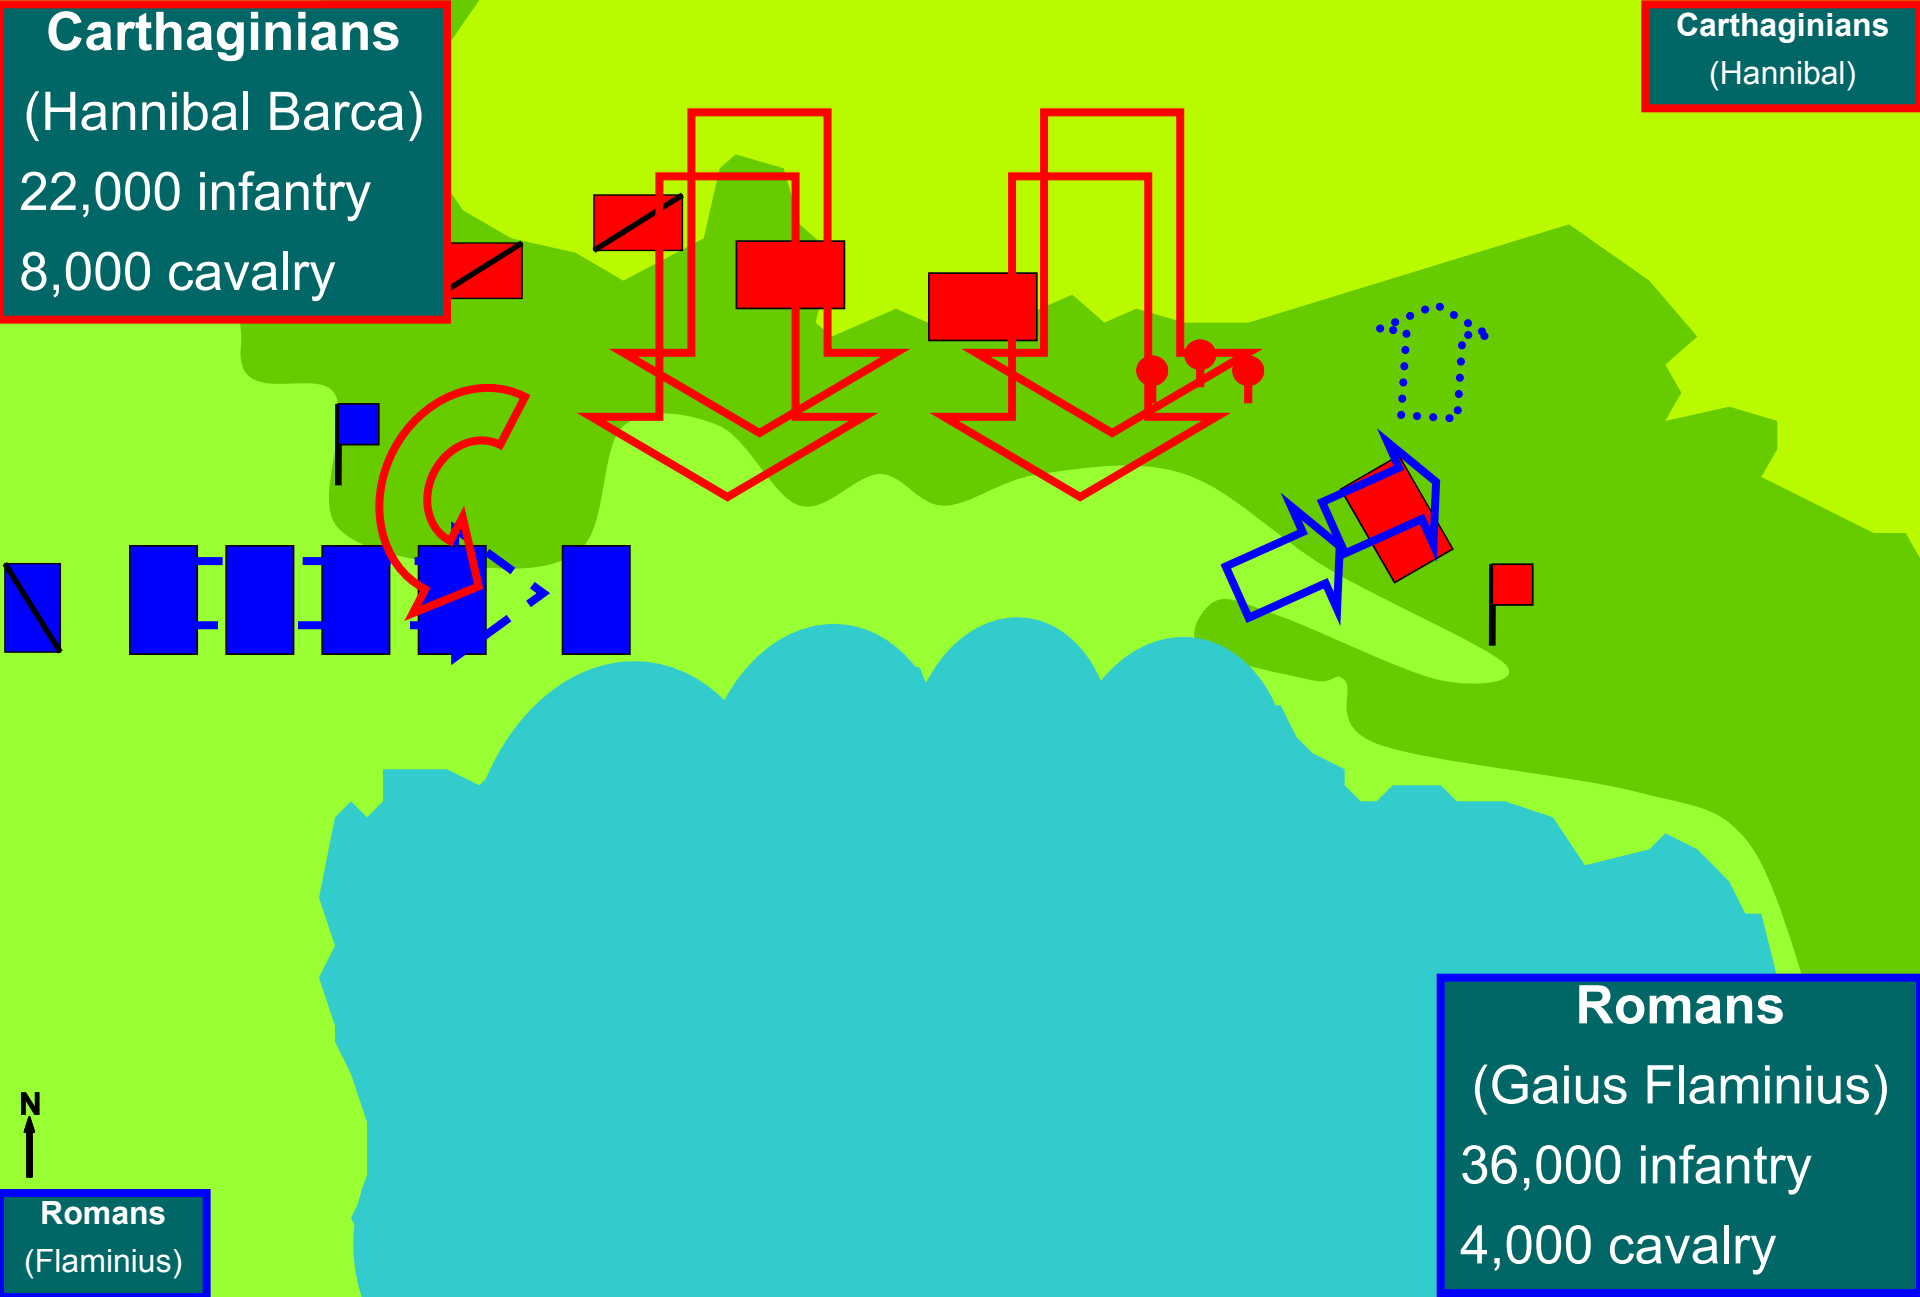 Carthaginians
(Hannibal Barca)
22,000 infantry
8,000 cavalry
Carthaginians
(Hannibal)
N
Romans
(Flaminius)
Romans
(Gaius Flaminius)
36,000 infantry
4,000 cavalry